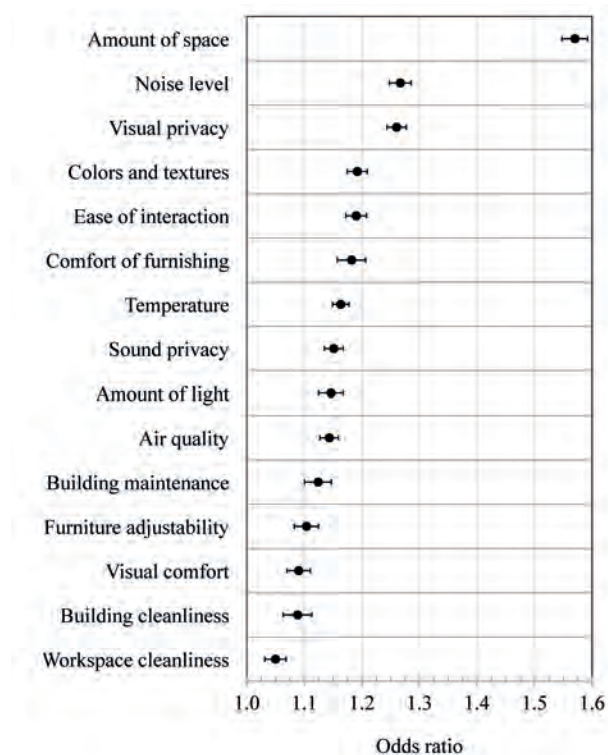 Amount of space
Noise level
Visual privacy
Colors and textures
Ease of interaction
Comfort of furnishing
Temperature
Sound privacy
Amount of light
Air quality
Building maintenance
Furniture adjustability
Visual comfort
Building cleanliness
Workspace cleanliness
1.0 1.1 1.2 1.3 1.4 1.5 1.6
Odds ratio